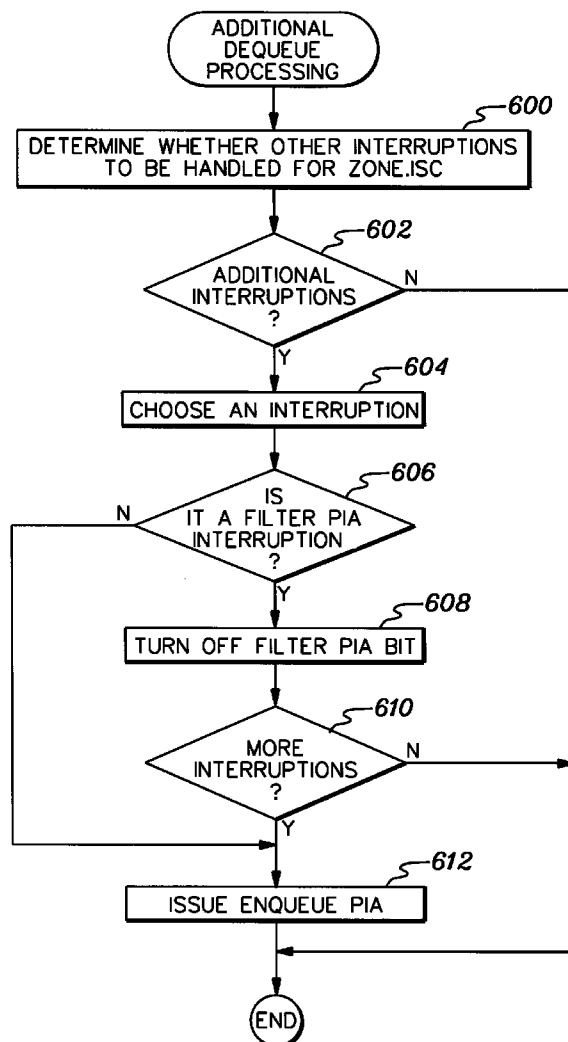 ADDITIONAL
DEQUEUE
PROCESSING
600
DETERMINE WHETHER OTHER INTERRUPTIONS
TO BE HANDLED FOR ZONE.ISC
602
ADDITIONAL
INTERRUPTIONS
?
N
Y
604
CHOOSE AN INTERRUPTION
606
IS
IT A FILTER PIA
INTERRUPTION
?
N
Y
608
TURN OFF FILTER PIA BIT
610
MORE
INTERRUPTIONS
?
N
Y
612
ISSUE ENQUEUE PIA
END